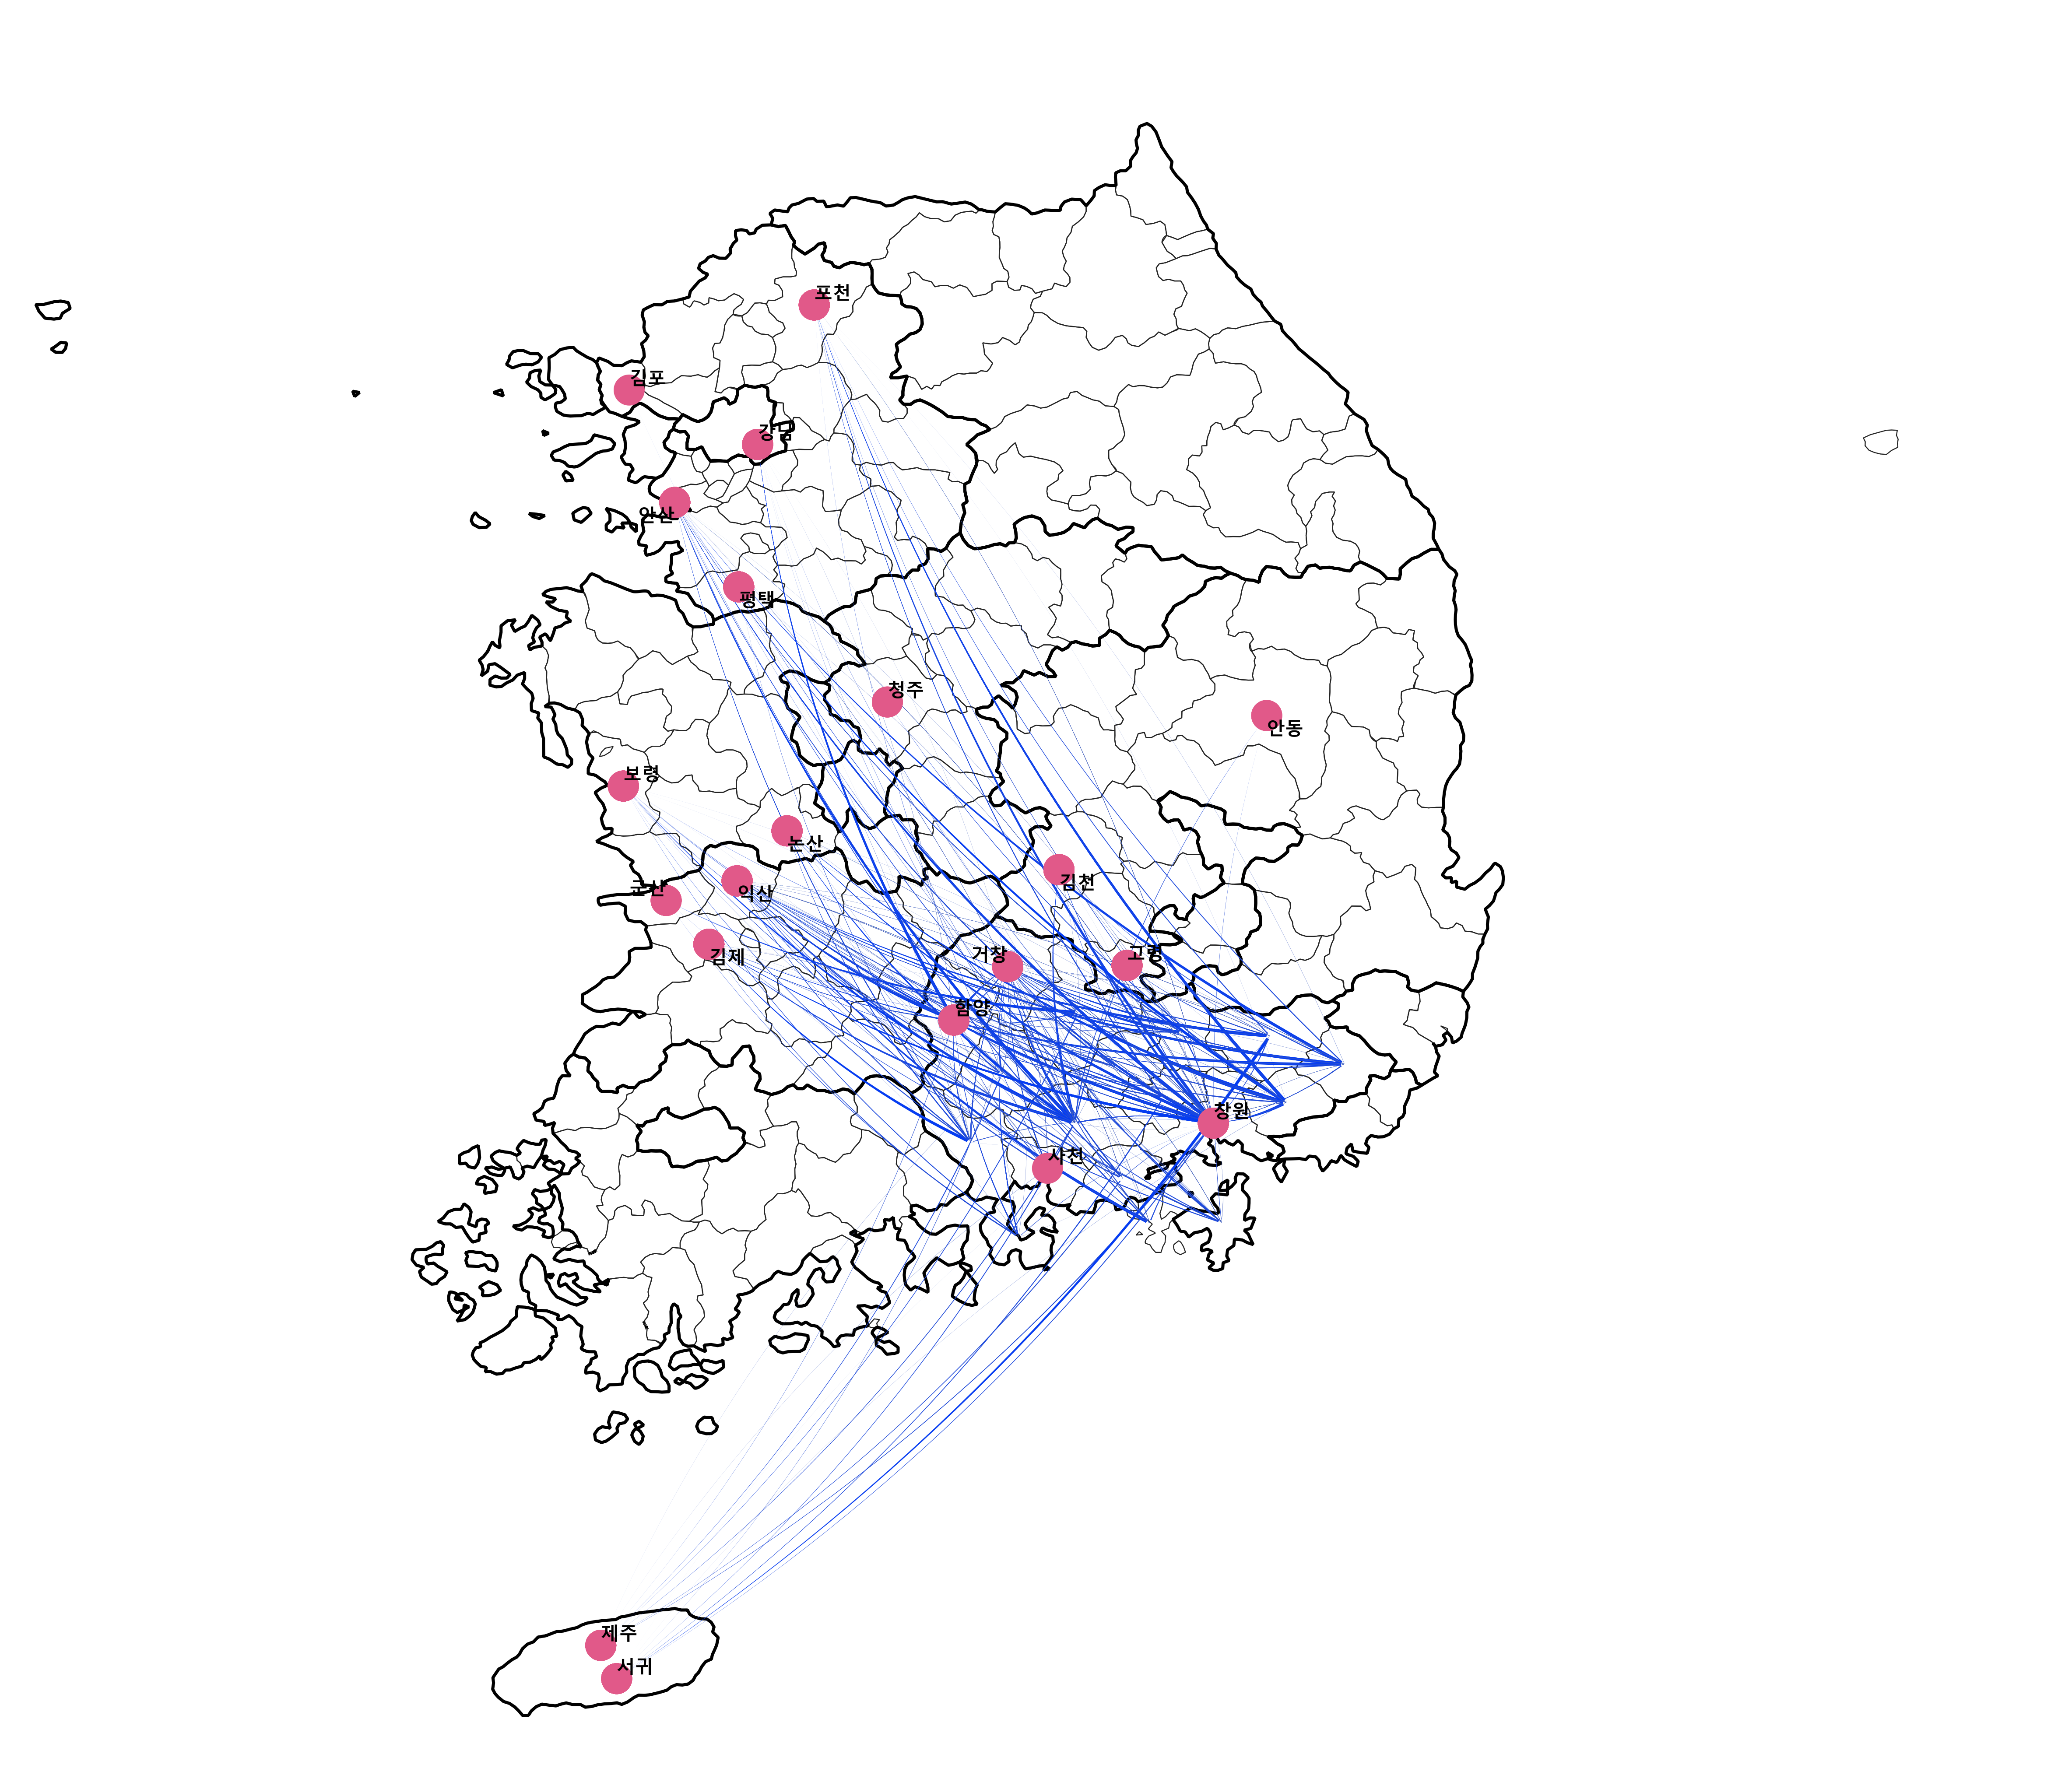 포천
김포
강남
안산
평택
청주
안동
보령
논산
김천
군산
익산
김제
거창
고령
함양
창원
사천
제주
서귀